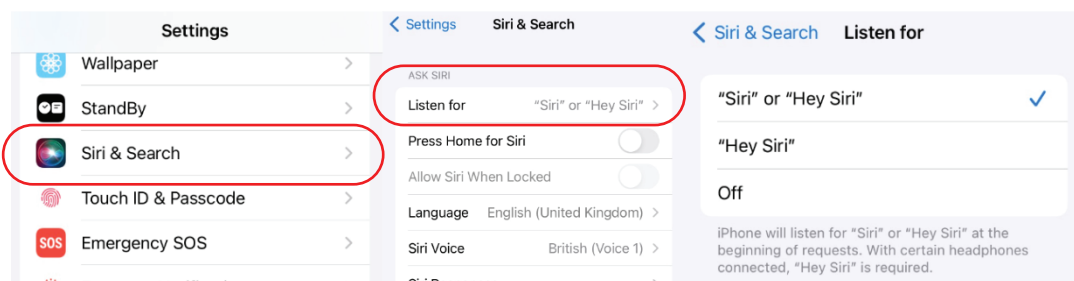 Settings
Wallpaper
StandBy
Siri & Search
Touch ID & Passcode
SOS
Emergency SOS
Settings
Siri & Search
ASK SIRI
Listen for
“Siri” or “Hey Siri”
Press Home for Siri
Allow Siri When Locked
Language
English (United Kingdom)
Siri Voice
British (Voice 1)
Siri & Search
Listen for
“Siri” or “Hey Siri”
“Hey Siri”
Off
iPhone will listen for “Siri” or “Hey Siri” at the
beginning of requests. With certain headphones
connected, “Hey Siri” is required.